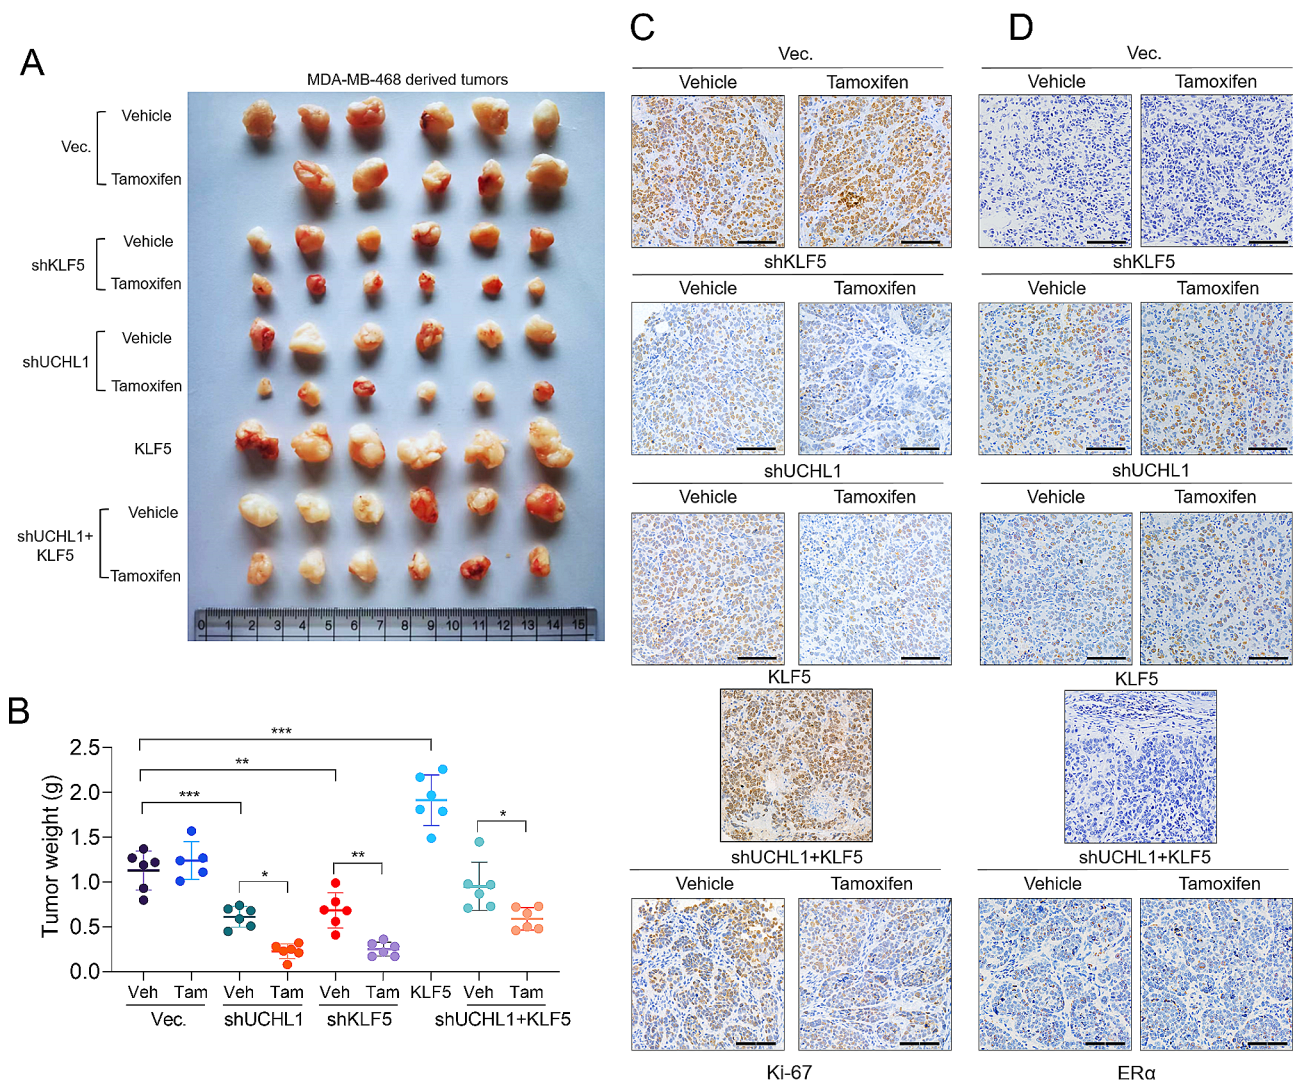 A
MDA-MB-468 derived tumors
Vec.
Vehicle
Tamoxifen
shKLF5
Vehicle
Tamoxifen
shUCHL1
Vehicle
Tamoxifen
KLF5
shUCHL1+
KLF5
Vehicle
Tamoxifen
0 1 2 3 4 5 6 7 8 9 10 11 12 13 14 15
B
Tumor weight (g)
2.5
2.0
1.5
1.0
0.5
0.0
***
**
***
*
**
*
Veh Tam Veh Tam Veh Tam KLF5 Veh Tam
Vec. shUCHL1 shKLF5 shUCHL1+KLF5
C
Vec.
Vehicle Tamoxifen
shKLF5
Vehicle Tamoxifen
shUCHL1
Vehicle Tamoxifen
KLF5
shUCHL1+KLF5
Vehicle Tamoxifen
Ki-67
D
Vec.
Vehicle Tamoxifen
shKLF5
Vehicle Tamoxifen
shUCHL1
Vehicle Tamoxifen
KLF5
shUCHL1+KLF5
Vehicle Tamoxifen
ERα